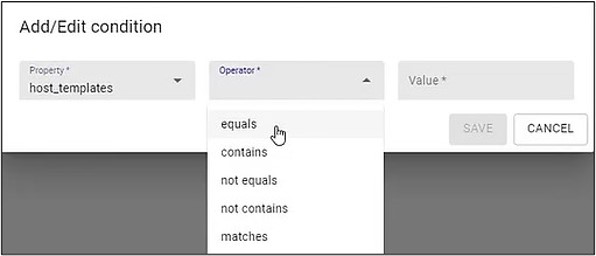 Add/Edit condition
Property *
host_templates
Operator *
Value *
equals
contains
not equals
not contains
matches
SAVE
CANCEL